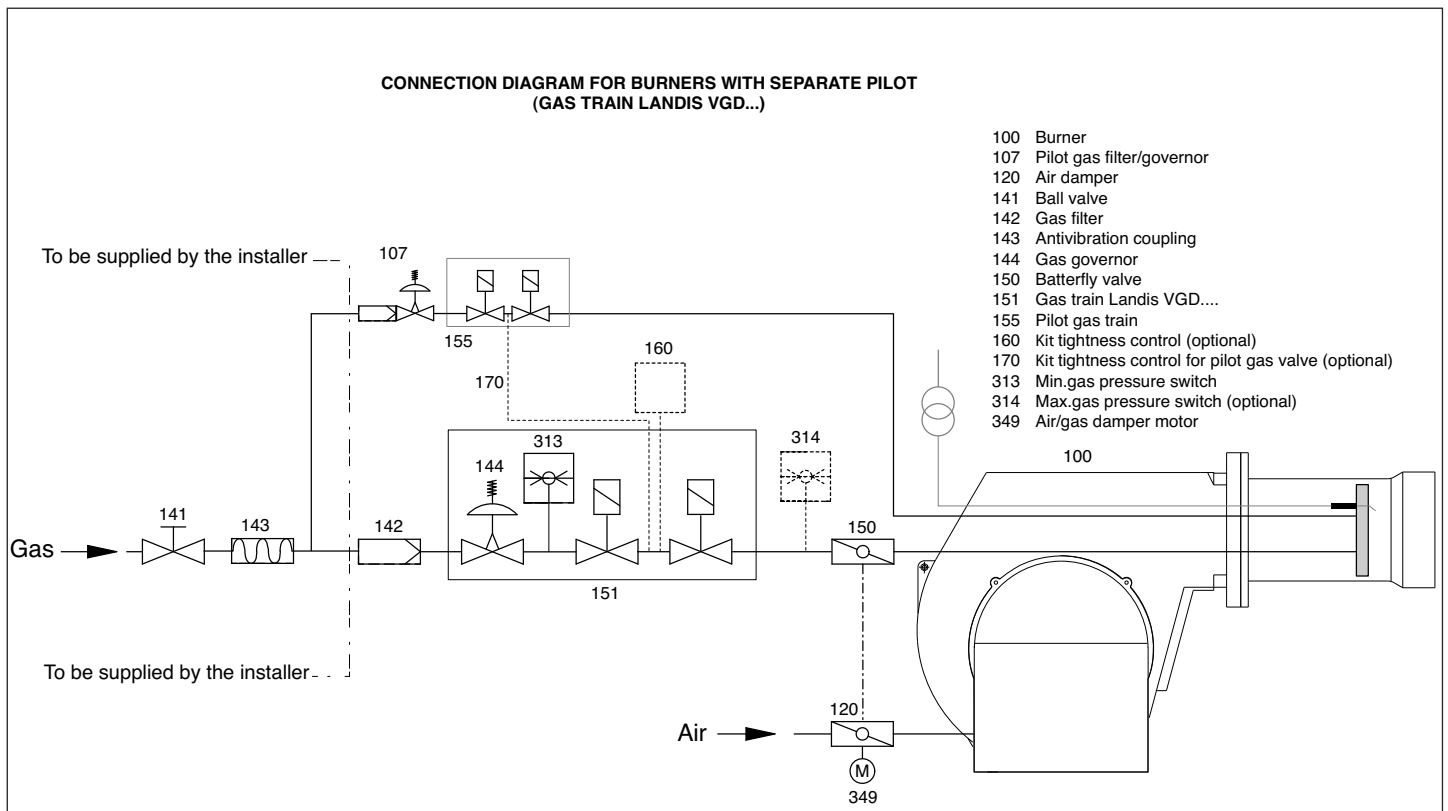 CONNECTION DIAGRAM FOR BURNERS WITH SEPARATE PILOT
(GAS TRAIN LANDIS VGD...)
100 Burner
107 Pilot gas filter/governor
120 Air damper
141 Ball valve
142 Gas filter
143 Antivibration coupling
144 Gas governor
150 Batterfly valve
151 Gas train Landis VGD....
155 Pilot gas train
160 Kit tightness control (optional)
170 Kit tightness control for pilot gas valve (optional)
313 Min.gas pressure switch
314 Max.gas pressure switch (optional)
349 Air/gas damper motor
To be supplied by the installer
107
155
160
170
313
314
100
144
141
143
142
150
Gas
151
To be supplied by the installer
120
Air
M
349